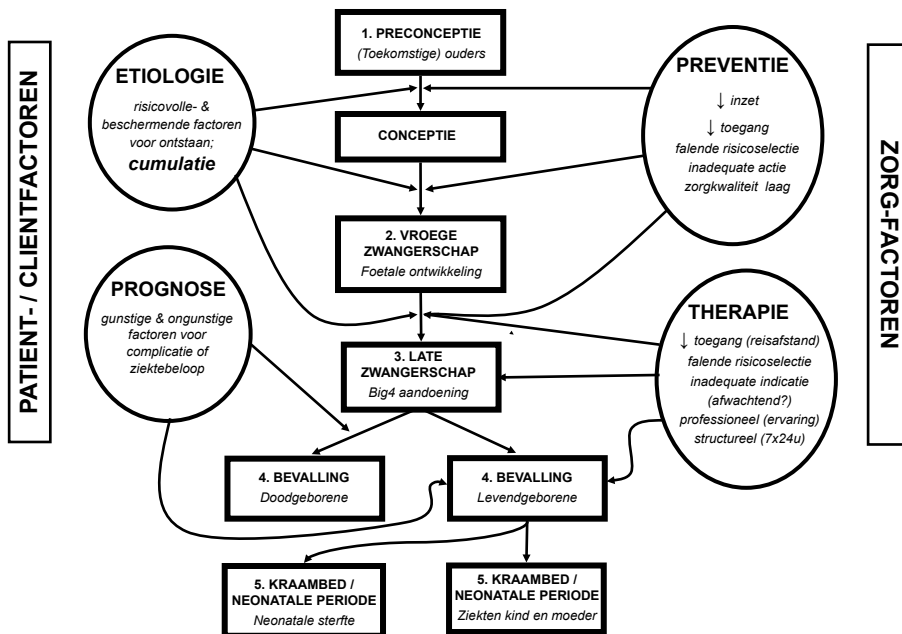 PATIENT- / CLIENTFACTOREN
ETIOLOGIE
risicovolle- &
beschermende factoren
voor ontstaan;
cumulatie
PROGNOSE
gunstige & ongunstige
factoren voor
complicatie of
ziektebeloop
1. PRECONCEPTIE
(Toekomstige) ouders
CONCEPTIE
2. VROEGE
ZWANGERSCHAP
Foetale ontwikkeling
3. LATE
ZWANGERSCHAP
Big4 aandoening
4. BEVALLING
Doodgeborene
4. BEVALLING
Levendgeborene
5. KRAAMBED /
NEONATALE PERIODE
Neonatale sterfte
5. KRAAMBED /
NEONATALE PERIODE
Ziekten kind en moeder
PREVENTIE
↓ inzet
↓ toegang
falende risicoselectie
inadequate actie
zorgkwaliteit laag
THERAPIE
↓ toegang (reisafstand)
falende risicoselectie
inadequate indicatie
(afwachtend?)
professioneel (ervaring)
structureel (7x24u)
ZORG-FACTOREN